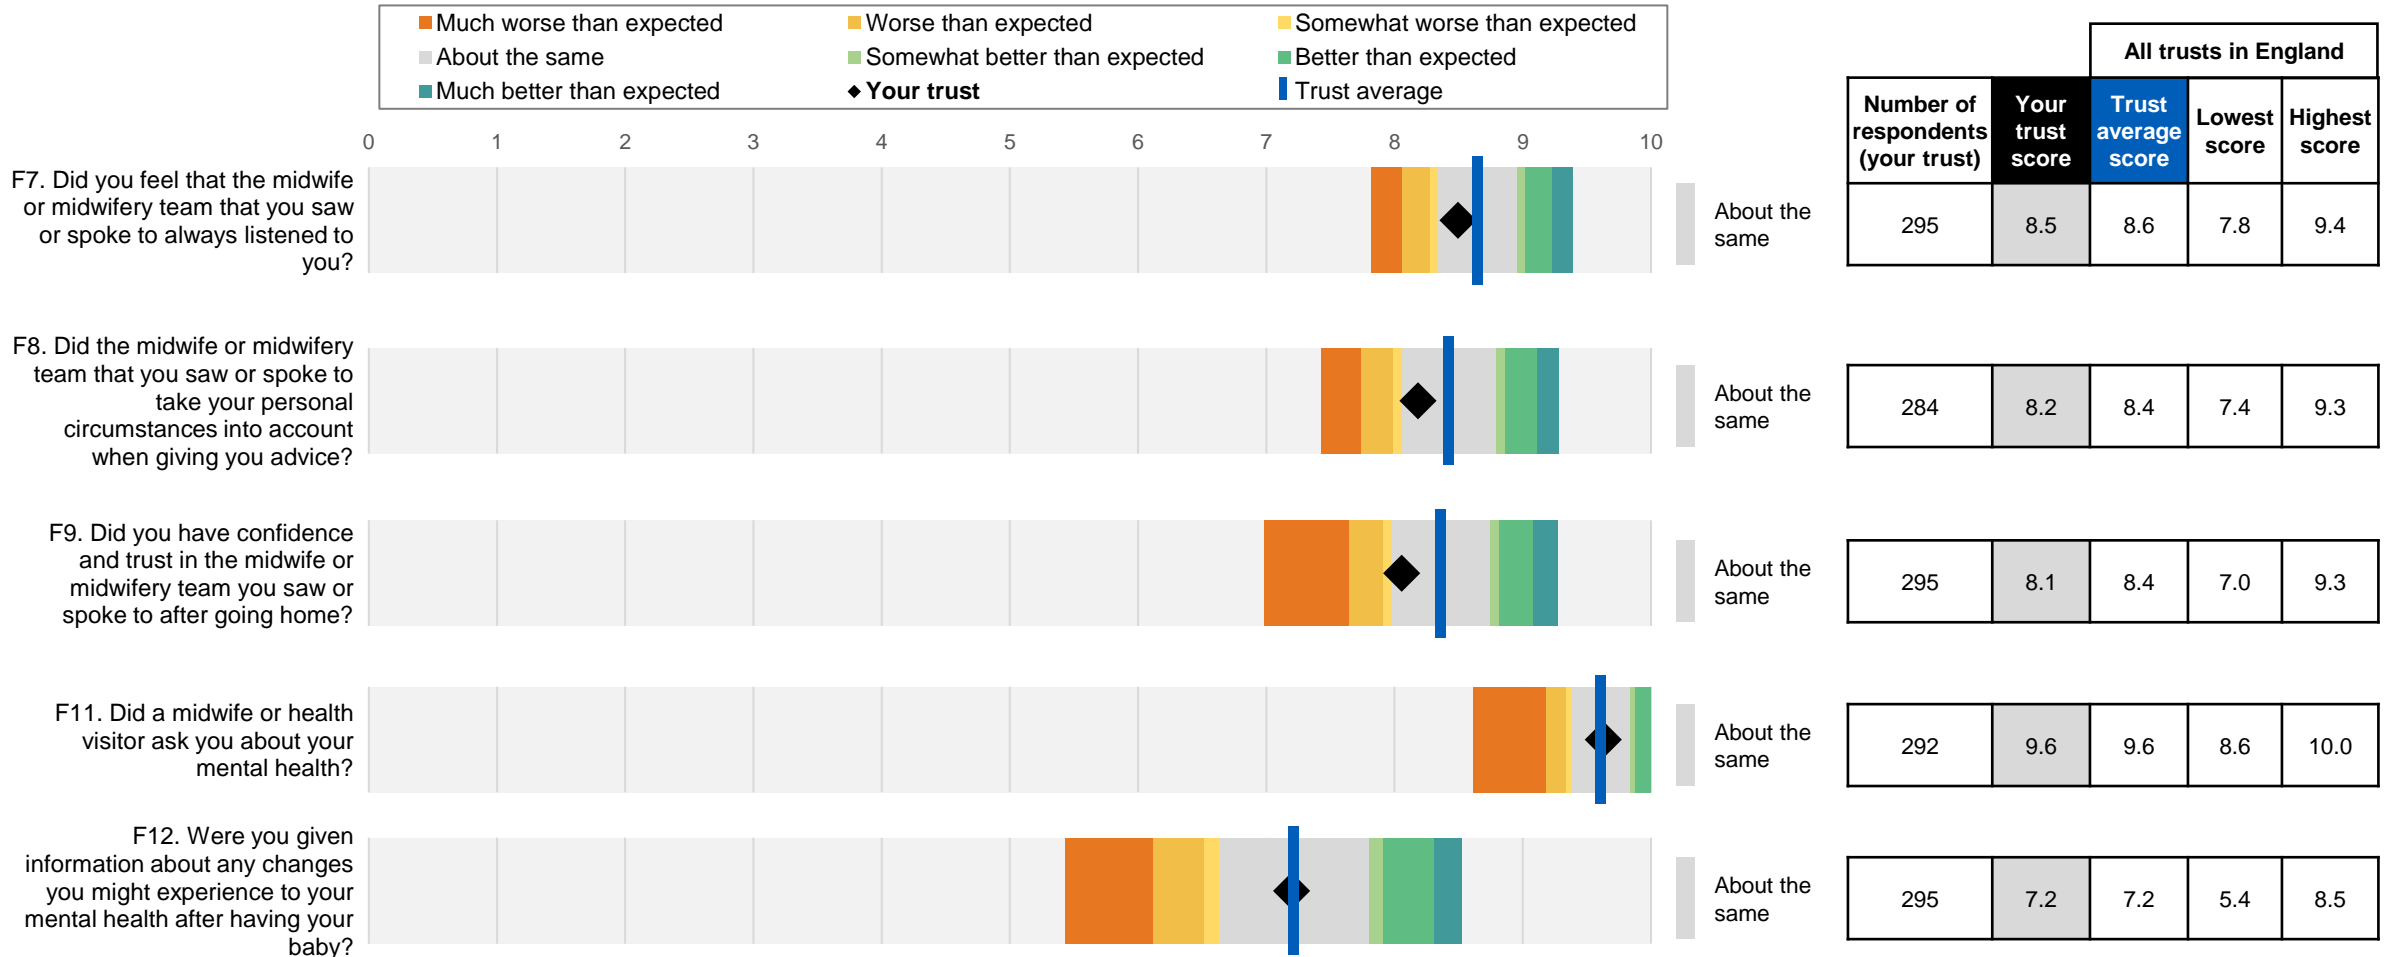 Much worse than expected
Worse than expected
Somewhat worse than expected
About the same
Somewhat better than expected
Better than expected
Much better than expected
Your trust
Trust average
All trusts in England
Number of
respondents
(your trust)
Your
trust
score
Trust
average
score
Lowest
score
Highest
score
0 1 2 3 4 5 6 7 8 9 10
F7. Did you feel that the midwife
or midwifery team that you saw
or spoke to always listened to
you?
About the
same
295 8.5 8.6 7.8 9.4
F8. Did the midwife or midwifery
team that you saw or spoke to
take your personal
circumstances into account
when giving you advice?
About the
same
284 8.2 8.4 7.4 9.3
F9. Did you have confidence
and trust in the midwife or
midwifery team you saw or
spoke to after going home?
About the
same
295 8.1 8.4 7.0 9.3
F11. Did a midwife or health
visitor ask you about your
mental health?
About the
same
292 9.6 9.6 8.6 10.0
F12. Were you given
information about any changes
you might experience to your
mental health after having your
baby?
About the
same
295 7.2 7.2 5.4 8.5